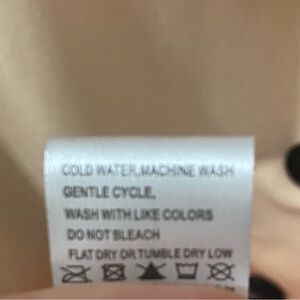 COLD WATER,MACHINE WASH
GENTLE CYCLE,
WASH WITH LIKE COLORS
DO NOT BLEACH
FLAT DRY OR TUMBLE DRY LOW